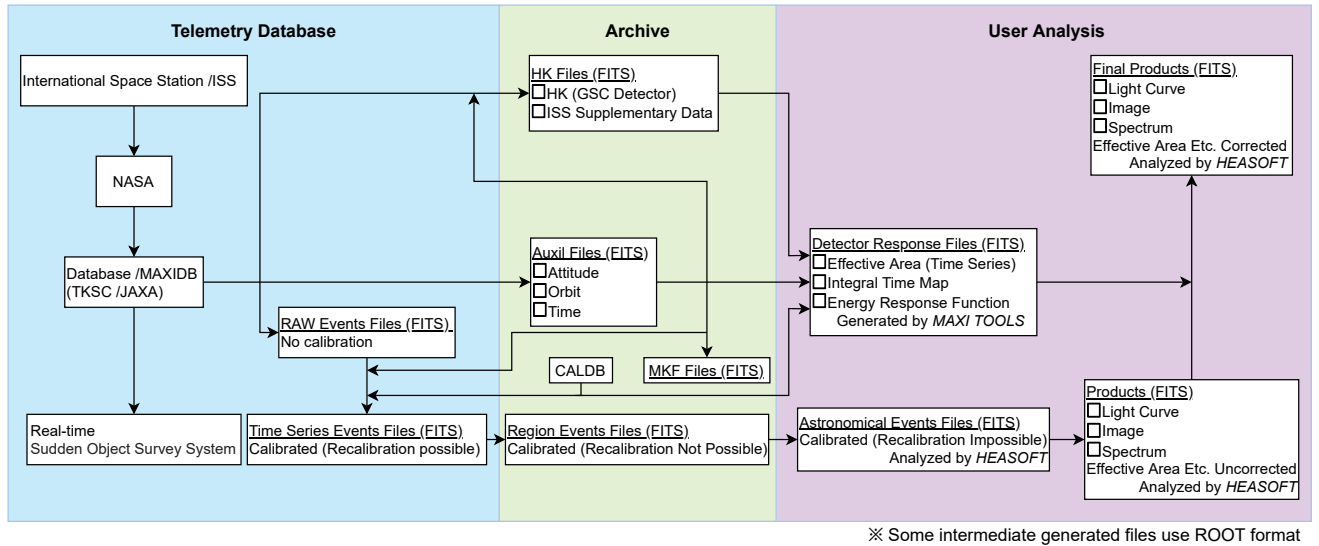 Telemetry Database
Archive
User Analysis
International Space Station /ISS
NASA
Database /MAXIDB
(TKSC /JAXA)
RAW Events Files (FITS)
No calibration
Real-time
Sudden Object Survey System
Time Series Events Files (FITS)
Calibrated (Recalibration possible)
HK Files (FITS)
HK (GSC Detector)
ISS Supplementary Data
Auxil Files (FITS)
Attitude
Orbit
Time
CALDB
MKF Files (FITS)
Region Events Files (FITS)
Calibrated (Recalibration Not Possible)
Final Products (FITS)
Light Curve
Image
Spectrum
Effective Area Etc. Corrected
Analyzed by HEASOFT
Detector Response Files (FITS)
Effective Area (Time Series)
Integral Time Map
Energy Response Function
Generated by MAXI TOOLS
Astronomical Events Files (FITS)
Calibrated (Recalibration Impossible)
Analyzed by HEASOFT
Products (FITS)
Light Curve
Image
Spectrum
Effective Area Etc. Uncorrected
Analyzed by HEASOFT
※ Some intermediate generated files use ROOT format